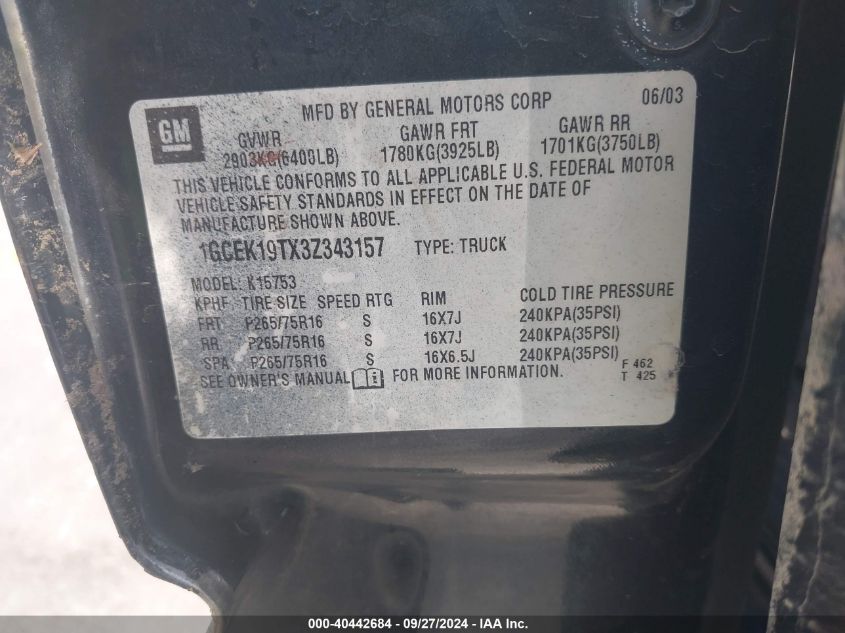 MFD BY GENERAL MOTORS CORP 06/03
GM
GVWR GAWR FRT GAWR RR
2903KG(6400LB) 1780KG(3925LB) 1701KG(3750LB)
THIS VEHICLE CONFORMS TO ALL APPLICABLE U.S. FEDERAL MOTOR
VEHICLE SAFETY STANDARDS IN EFFECT ON THE DATE OF
MANUFACTURE SHOWN ABOVE.
1GCEK19TX3Z343157 TYPE: TRUCK
MODEL: K15753
KPHF TIRE SIZE SPEED RTG RIM COLD TIRE PRESSURE
FRT P265/75R16 S 16X7J 240KPA(35PSI)
RR P265/75R16 S 16X7J 240KPA(35PSI)
SPA P265/75R16 S 16X6.5J 240KPA(35PSI)
SEE OWNER'S MANUAL FOR MORE INFORMATION.
F 462
T 425
000-40442684 - 09/27/2024 - IAA Inc.